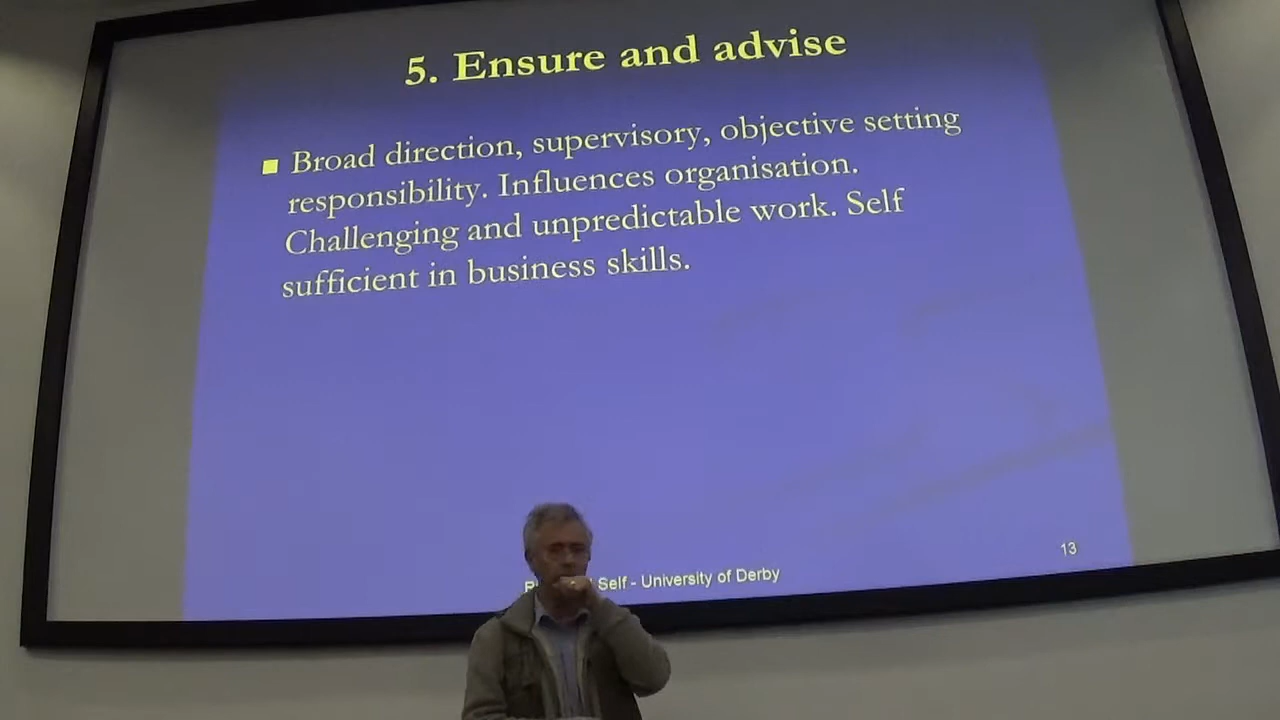 5. Ensure and advise
■ Broad direction, supervisory, objective setting
responsibility. Influences organisation.
Challenging and unpredictable work. Self
sufficient in business skills.
Self - University of Derby
13